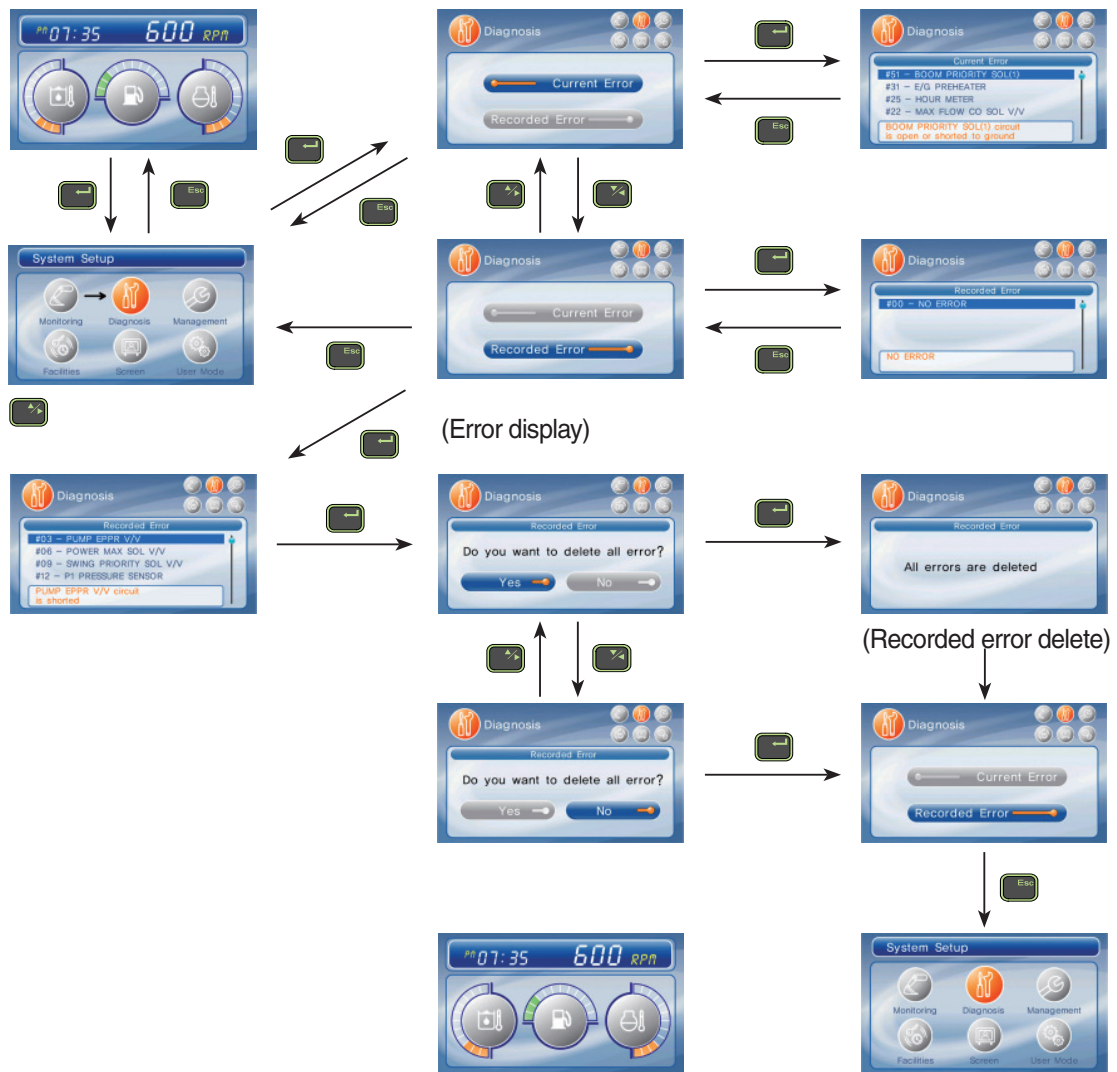 PM 07:35 600 RPM
Diagnosis
Current Error
Recorded Error
Diagnosis
Current Error
#51 - BOOM PRIORITY SOL(1)
#31 - E/G PREHEATER
#25 - HOUR METER
#22 - MAX FLOW CO SOL V/V
BOOM PRIORITY SOL(1) circuit
is open or shorted to ground
Esc
Esc
Esc
System Setup
Monitoring Diagnosis Management
Facilities Screen User Mode
Diagnosis
Current Error
Recorded Error
Diagnosis
Recorded Error
#00 - NO ERROR
NO ERROR
Esc
Esc
(Error display)
Diagnosis
Recorded Error
#03 - PUMP EPPR V/V
#06 - POWER MAX SOL V/V
#09 - SWING PRIORITY SOL V/V
#12 - P1 PRESSURE SENSOR
PUMP EPPR V/V circuit
is shorted
Diagnosis
Recorded Error
Do you want to delete all error?
Yes No
Diagnosis
Recorded Error
All errors are deleted
(Recorded error delete)
Diagnosis
Recorded Error
Do you want to delete all error?
Yes No
Diagnosis
Current Error
Recorded Error
Esc
PM 07:35 600 RPM
System Setup
Monitoring Diagnosis Management
Facilities Screen User Mode